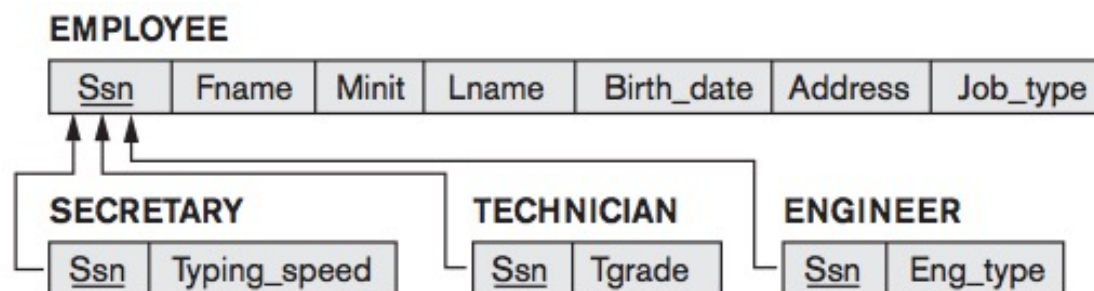 EMPLOYEE
Ssn Fname Minit Lname Birth_date Address Job_type
SECRETARY TECHNICIAN ENGINEER
Ssn Typing_speed Ssn Tgrade Ssn Eng_type